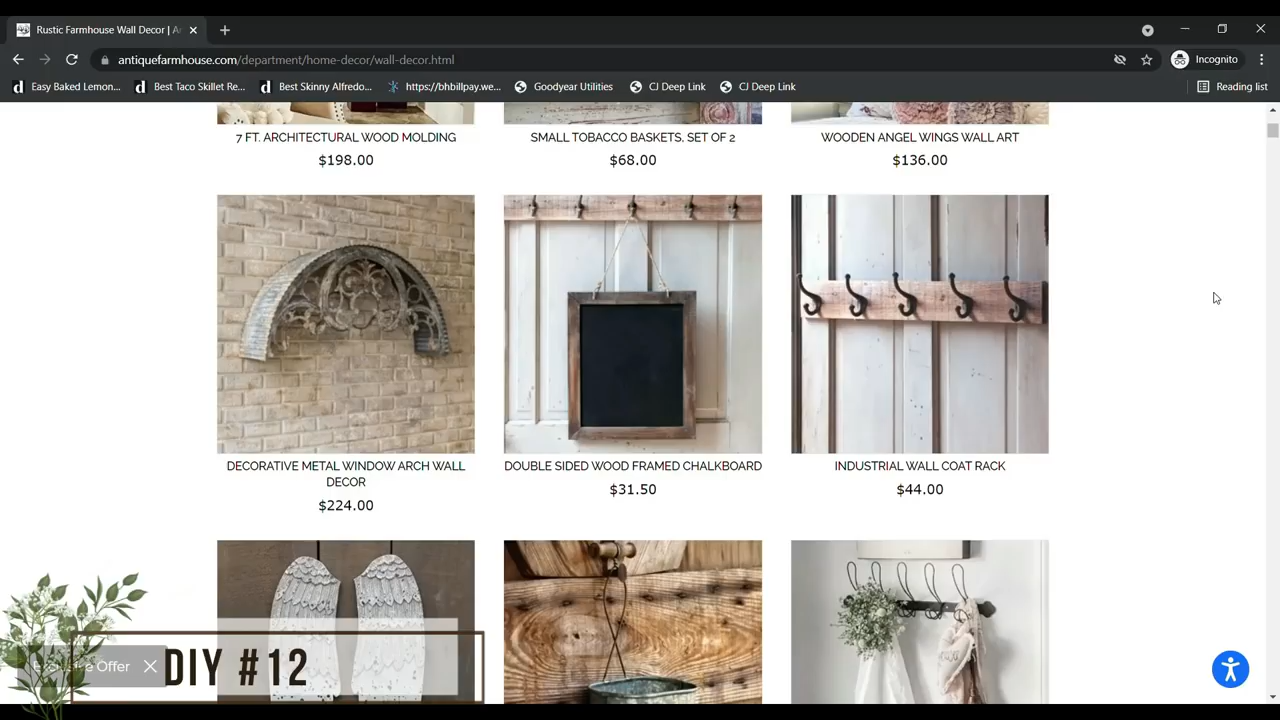 Rustic Farmhouse Wall Decor | A
antiquefarmhouse.com/department/home-decor/wall-decor.html
Incognito
Easy Baked Lemon...
Best Taco Skillet Re...
Best Skinny Alfredo...
https://bhbillpay.we...
Goodyear Utilities
CJ Deep Link
CJ Deep Link
Reading list
7 FT. ARCHITECTURAL WOOD MOLDING
$198.00
SMALL TOBACCO BASKETS, SET OF 2
$68.00
WOODEN ANGEL WINGS WALL ART
$136.00
DECORATIVE METAL WINDOW ARCH WALL
DECOR
$224.00
DOUBLE SIDED WOOD FRAMED CHALKBOARD
$31.50
INDUSTRIAL WALL COAT RACK
$44.00
Exclusive Offer
DIY #12